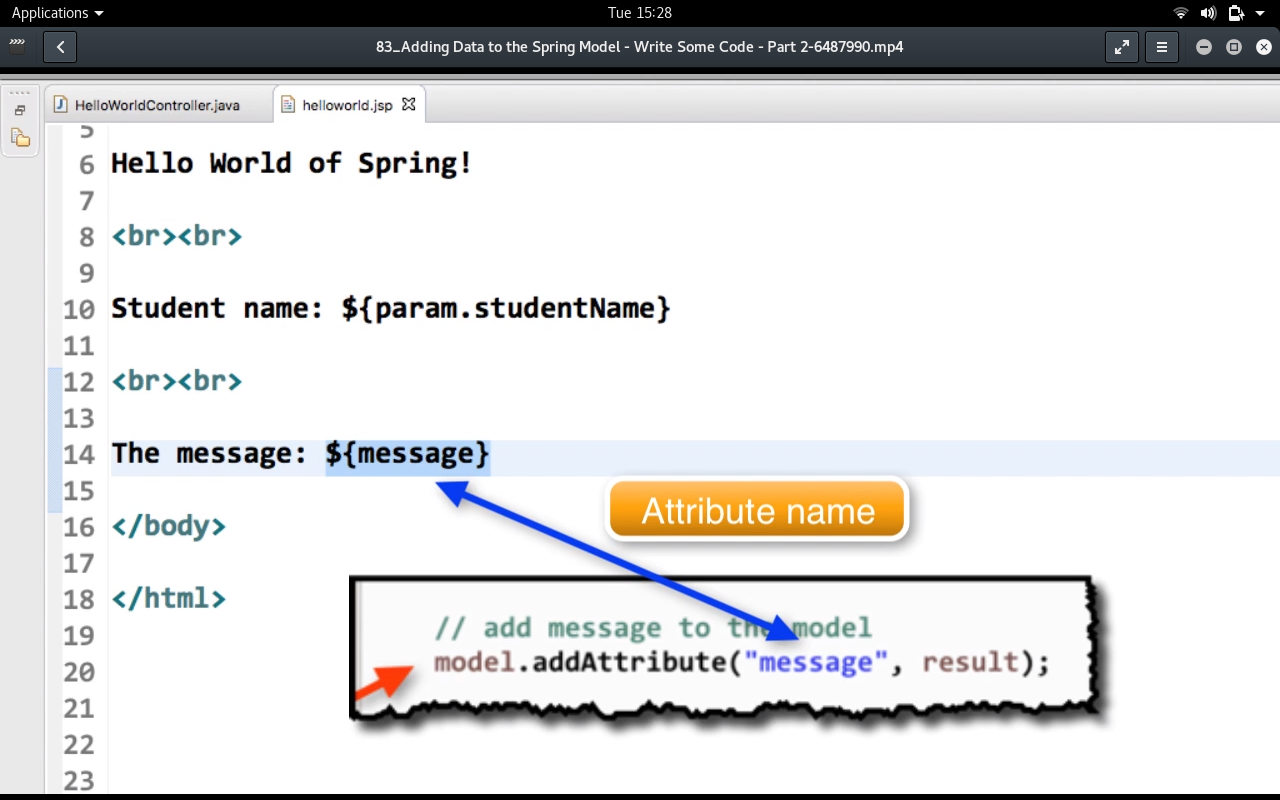 Applications
Tue 15:28
83_Adding Data to the Spring Model - Write Some Code - Part 2-6487990.mp4
HelloWorldController.java
helloworld.jsp
5
6 Hello World of Spring!
7
8 <br><br>
9
10 Student name: ${param.studentName}
11
12 <br><br>
13
14 The message: ${message}
15
16 </body>
17
18 </html>
19
20
21
22
23
Attribute name
// add message to the model
model.addAttribute("message", result);